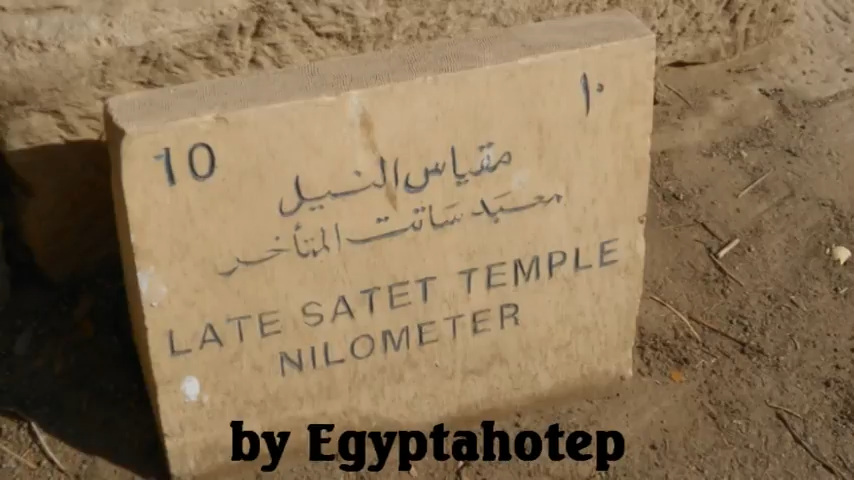 10 ١٠
مقياس النيل
معبد ساتت المتأخر
LATE SATET TEMPLE
NILOMETER
by Egyptahotep